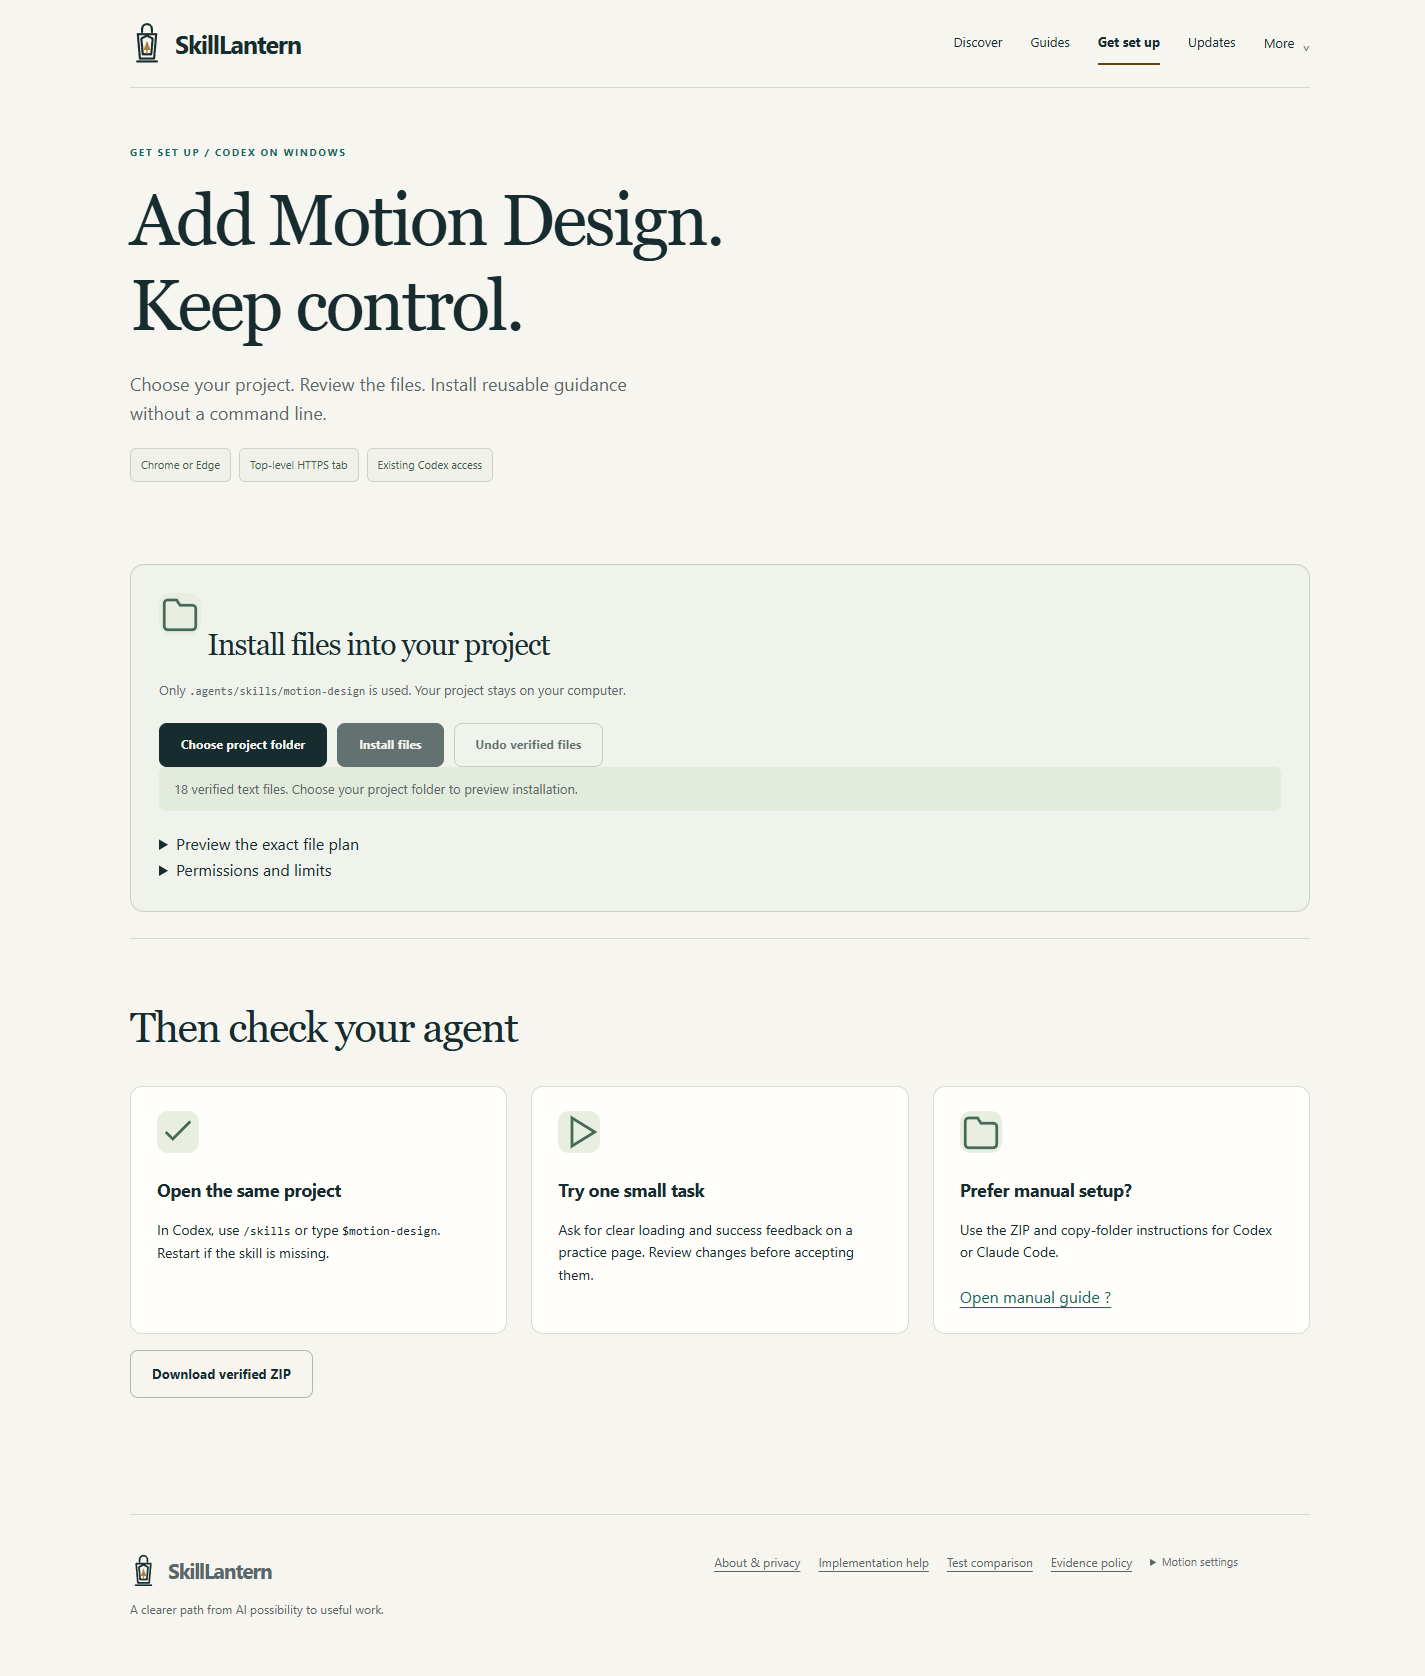 SkillLantern
Discover
Guides
Get set up
Updates
More v
GET SET UP / CODEX ON WINDOWS
Add Motion Design.
Keep control.
Choose your project. Review the files. Install reusable guidance
without a command line.
Chrome or Edge
Top-level HTTPS tab
Existing Codex access
Install files into your project
Only .agents/skills/motion-design is used. Your project stays on your computer.
Choose project folder
Install files
Undo verified files
18 verified text files. Choose your project folder to preview installation.
Preview the exact file plan
Permissions and limits
Then check your agent
Open the same project
In Codex, use /skills or type $motion-design.
Restart if the skill is missing.
Try one small task
Ask for clear loading and success feedback on a
practice page. Review changes before accepting
them.
Prefer manual setup?
Use the ZIP and copy-folder instructions for Codex
or Claude Code.
Open manual guide ?
Download verified ZIP
SkillLantern
A clearer path from AI possibility to useful work.
About & privacy
Implementation help
Test comparison
Evidence policy
Motion settings